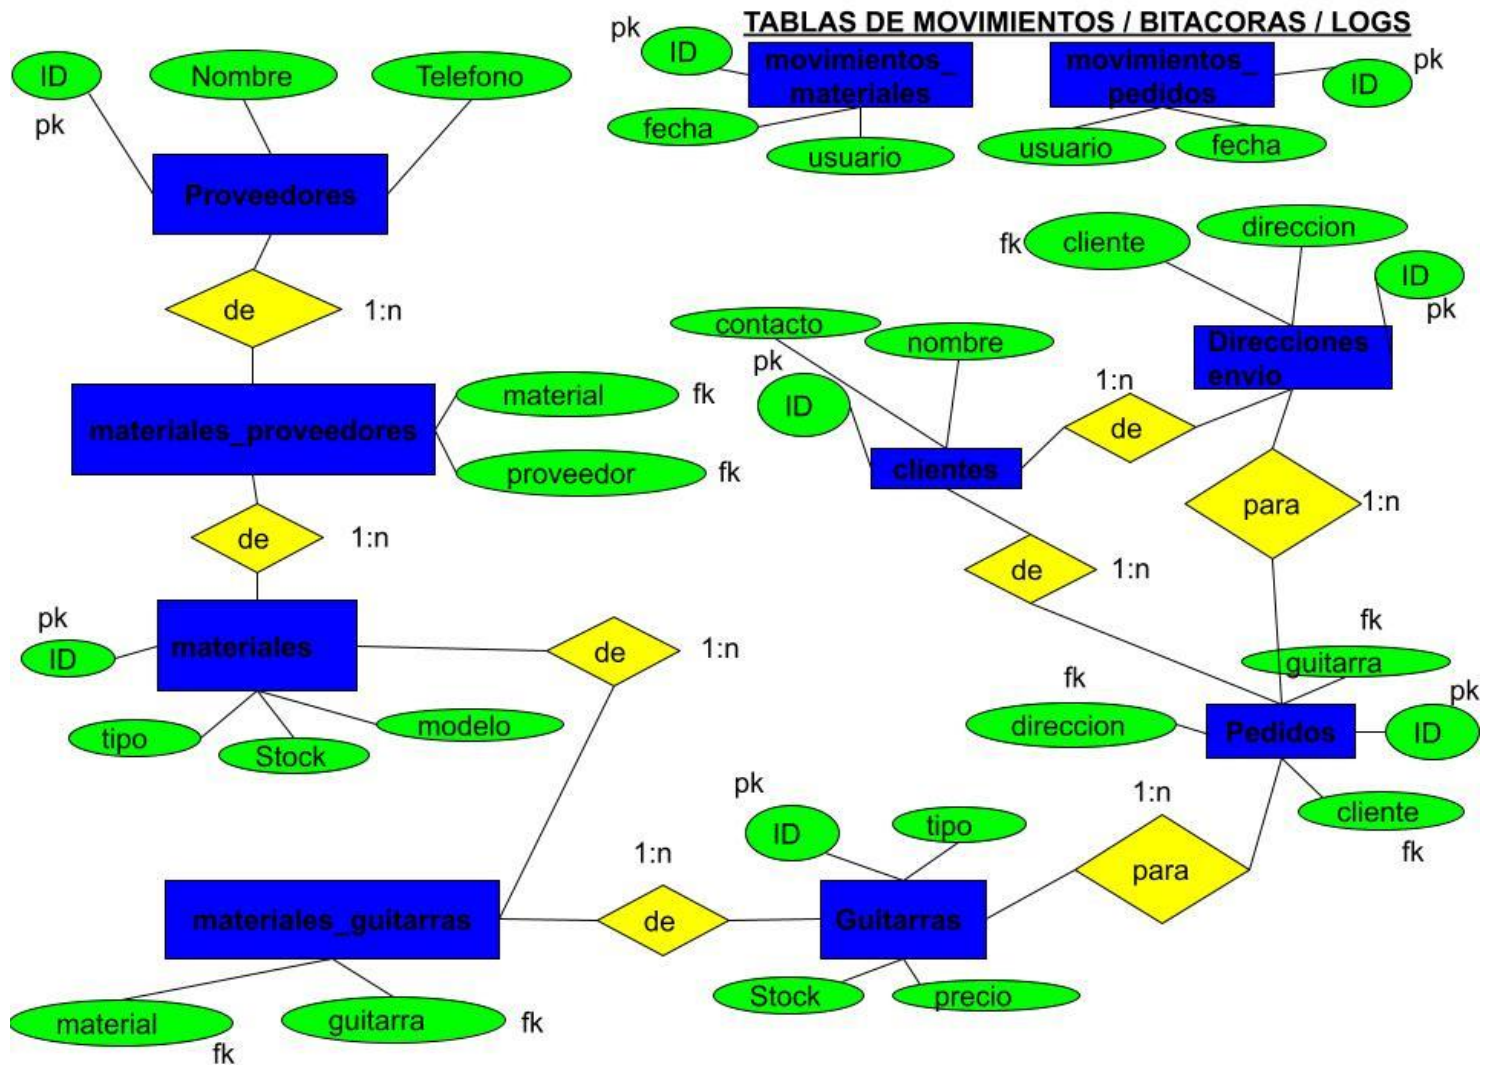 TABLAS DE MOVIMIENTOS / BITACORAS / LOGS
pk
ID
movimientos_
materiales
fecha
usuario
movimientos_
pedidos
ID
pk
usuario
fecha
ID
pk
Nombre
Telefono
Proveedores
de
1:n
materiales_proveedores
material
fk
proveedor
fk
de
1:n
pk
ID
materiales
tipo
Stock
modelo
de
1:n
materiales_guitarras
material
fk
guitarra
fk
1:n
de
fk
cliente
direccion
ID
pk
Direcciones
envio
contacto
nombre
pk
ID
clientes
1:n
de
para
1:n
de
1:n
fk
guitarra
fk
direccion
Pedidos
pk
ID
cliente
fk
1:n
para
pk
ID
tipo
Guitarras
Stock
precio